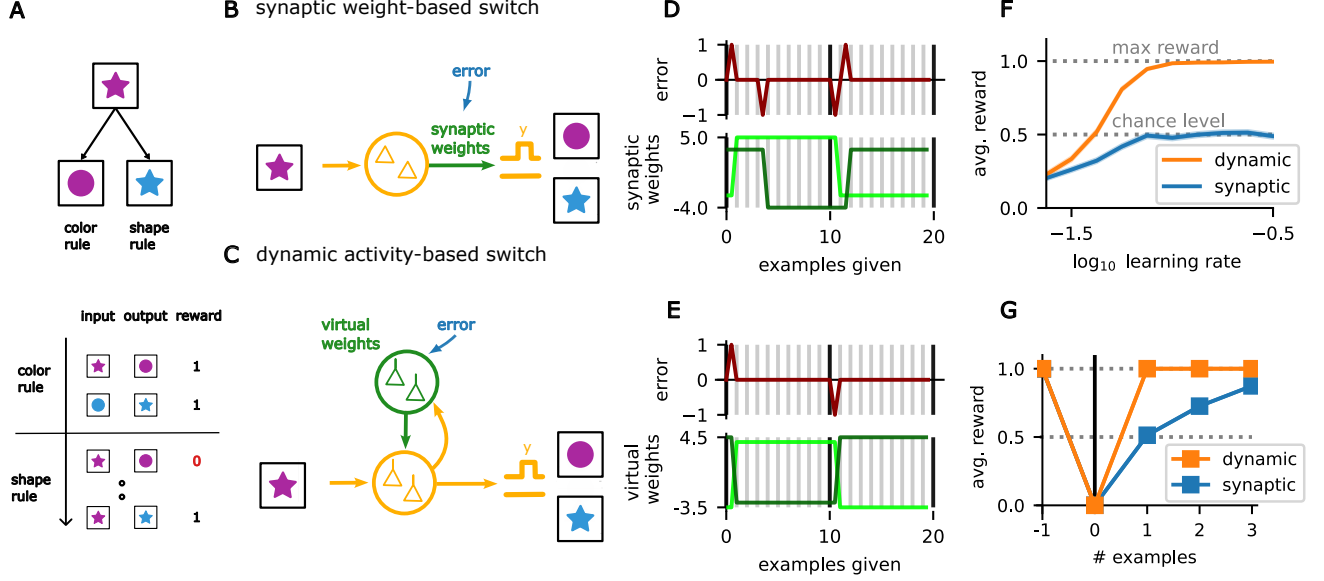 A
color
rule
shape
rule
input output reward
color
rule
1
1
shape
rule
0
1
B synaptic weight-based switch
error
synaptic
weights
y
C dynamic activity-based switch
virtual
weights
error
y
D
error
1
0
−1
synaptic
weights
5.0
-4.0
0 10 20
examples given
E
error
1
0
−1
virtual
weights
4.5
-3.5
0 10 20
examples given
F
avg. reward
1.0
0.5
0.0
max reward
chance level
dynamic
synaptic
−1.5 −0.5
log₁₀ learning rate
G
avg. reward
1.0
0.5
0.0
dynamic
synaptic
-1 0 1 2 3
# examples